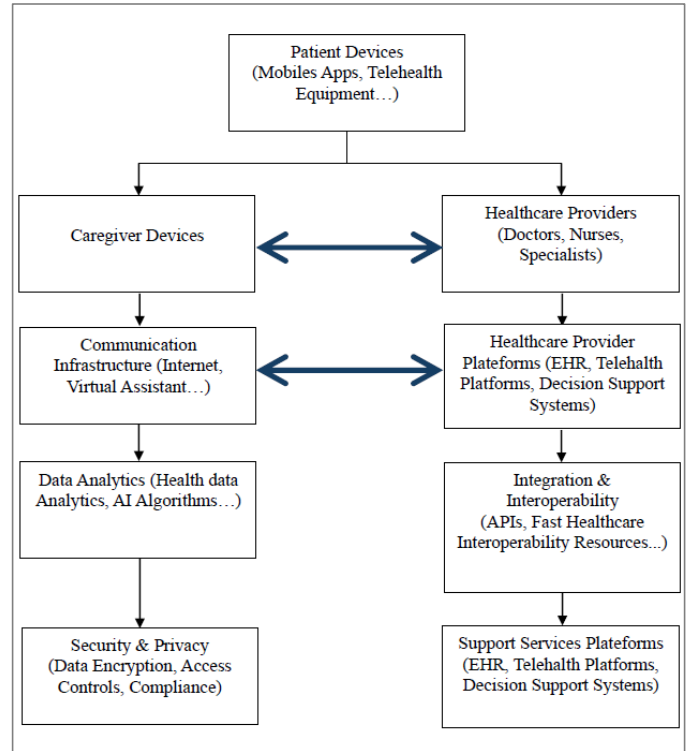 Patient Devices
(Mobiles Apps, Telehealth
Equipment…)
Caregiver Devices
Healthcare Providers
(Doctors, Nurses,
Specialists)
Communication
Infrastructure (Internet,
Virtual Assistant…)
Healthcare Provider
Plateforms (EHR, Telehalth
Platforms, Decision Support
Systems)
Data Analytics (Health data
Analytics, AI Algorithms…)
Integration &
Interoperability
(APIs, Fast Healthcare
Interoperability Resources...)
Security & Privacy
(Data Encryption, Access
Controls, Compliance)
Support Services Plateforms
(EHR, Telehalth Platforms,
Decision Support Systems)